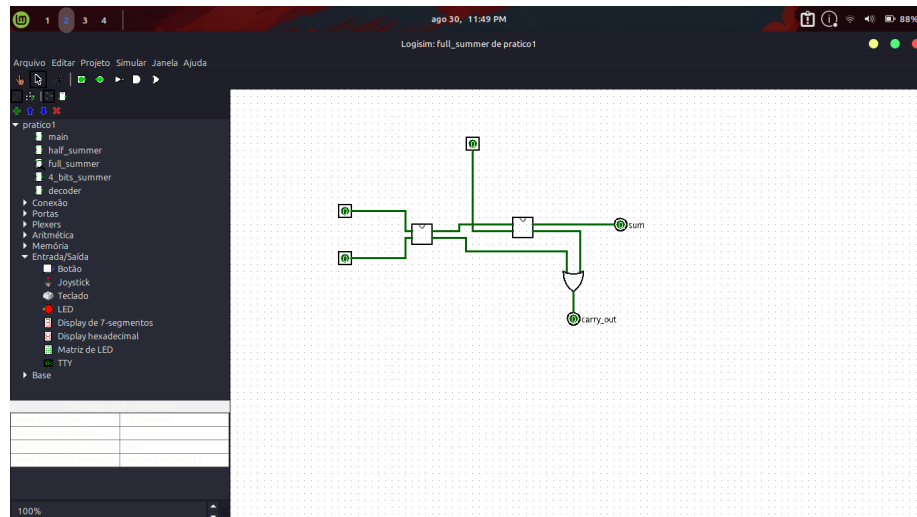 1 2 3 4 ago 30, 11:49 PM 88%
Logisim: full_summer de pratico1
Arquivo Editar Projeto Simular Janela Ajuda
pratico1
main
half_summer
full_summer
4_bits_summer
decoder
Conexão
Portas
Plexers
Aritmética
Memória
Entrada/Saída
Botão
Joystick
Teclado
LED
Display de 7-segmentos
Display hexadecimal
Matriz de LED
TTY
Base
100%
0
0
0
0 sum
0 carry_out